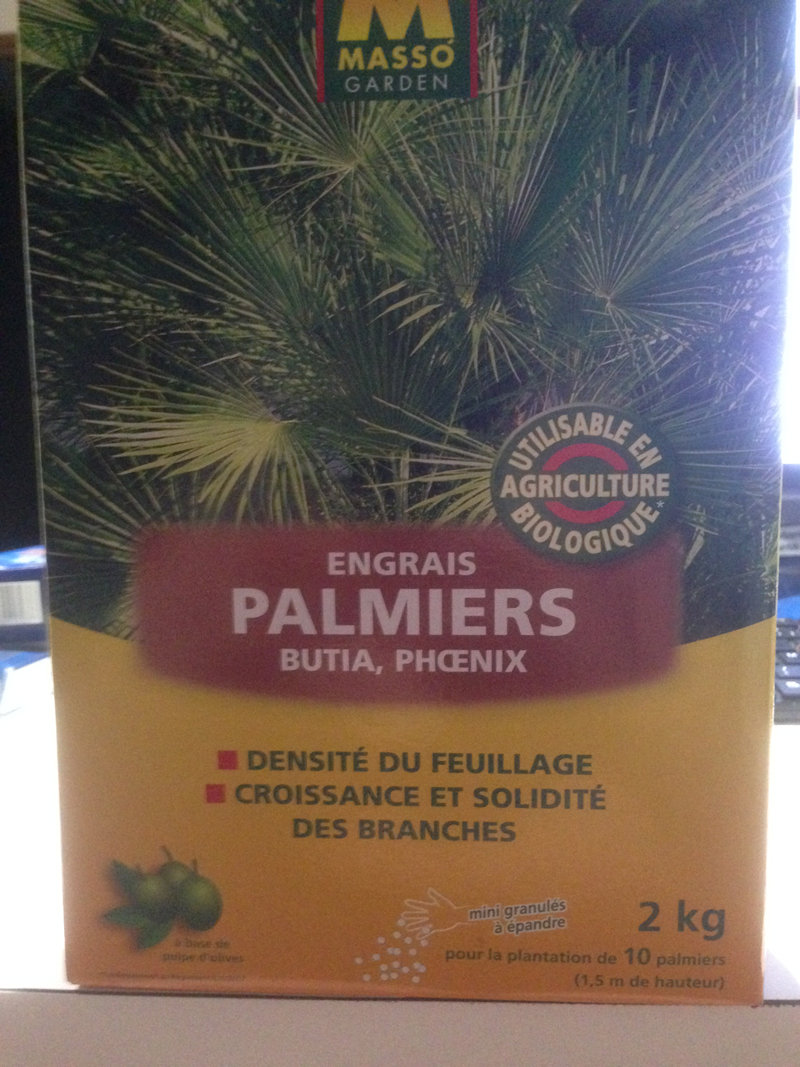 MASSÓ
GARDEN
UTILISABLE EN
AGRICULTURE
BIOLOGIQUE*
ENGRAIS
PALMIERS
BUTIA, PHŒNIX
DENSITÉ DU FEUILLAGE
CROISSANCE ET SOLIDITÉ
DES BRANCHES
à base de
pulpe d'olives
mini granulés
à épandre
2 kg
pour la plantation de 10 palmiers
(1,5 m de hauteur)